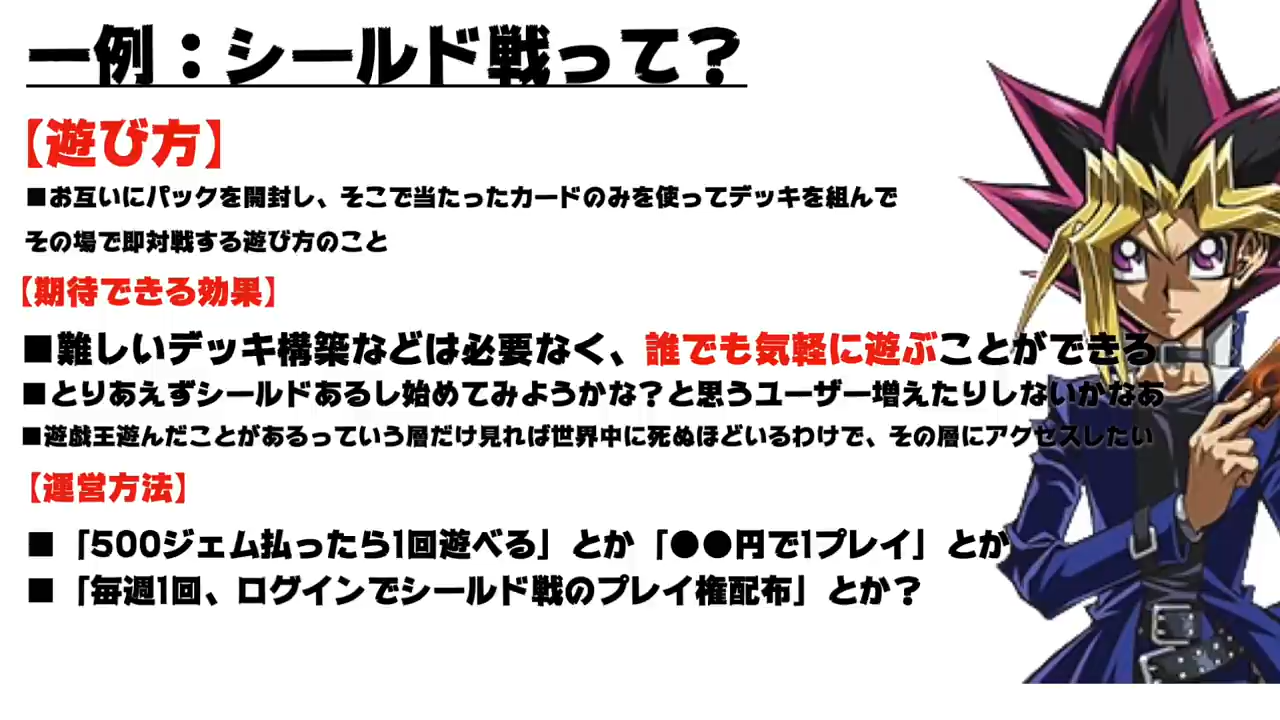 一例：シールド戦って？
【遊び方】
■お互いにパックを開封し、そこで当たったカードのみを使ってデッキを組んで
その場で即対戦する遊び方のこと
【期待できる効果】
■難しいデッキ構築などは必要なく、誰でも気軽に遊ぶことができる
■とりあえずシールドあるし始めてみようかな？と思うユーザー増えたりしないかなあ
■遊戯王遊んだことがあるっていう層だけ見れば世界中に死ぬほどいるわけで、その層にアクセスしたい
【運営方法】
■「500ジェム払ったら1回遊べる」とか「●●円で1プレイ」とか
■「毎週1回、ログインでシールド戦のプレイ権配布」とか？